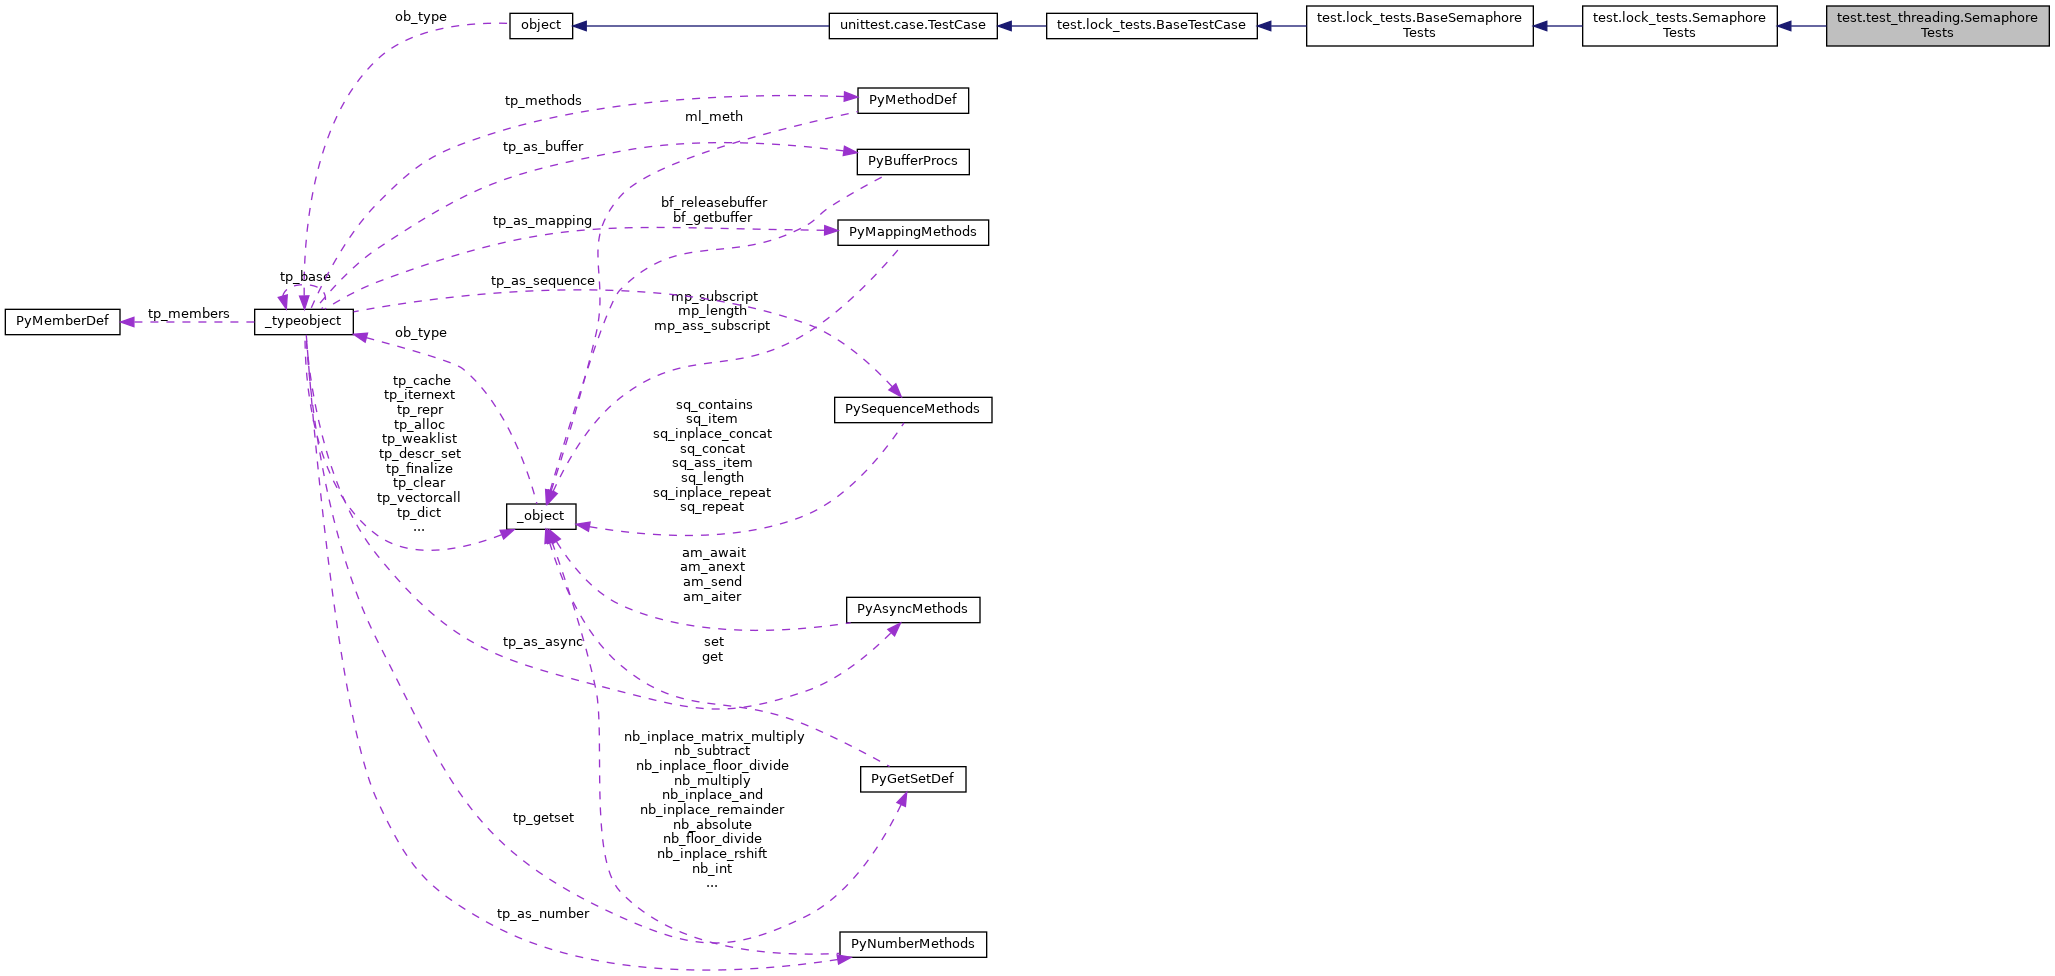 ob_type
object
unittest.case.TestCase
test.lock_tests.BaseTestCase
test.lock_tests.BaseSemaphore
Tests
test.lock_tests.Semaphore
Tests
test.test_threading.Semaphore
Tests
tp_methods
PyMethodDef
ml_meth
tp_as_buffer
PyBufferProcs
bf_releasebuffer
bf_getbuffer
tp_as_mapping
PyMappingMethods
tp_base
tp_as_sequence
mp_subscript
mp_length
mp_ass_subscript
PyMemberDef
tp_members
_typeobject
ob_type
tp_cache
tp_iternext
tp_repr
tp_alloc
tp_weaklist
tp_descr_set
tp_finalize
tp_clear
tp_vectorcall
tp_dict
...
sq_contains
sq_item
sq_inplace_concat
sq_concat
sq_ass_item
sq_length
sq_inplace_repeat
sq_repeat
PySequenceMethods
_object
am_await
am_anext
am_send
am_aiter
PyAsyncMethods
tp_as_async
set
get
nb_inplace_matrix_multiply
nb_subtract
nb_inplace_floor_divide
nb_multiply
nb_inplace_and
nb_inplace_remainder
nb_absolute
nb_floor_divide
nb_inplace_rshift
nb_int
...
PyGetSetDef
tp_getset
tp_as_number
PyNumberMethods